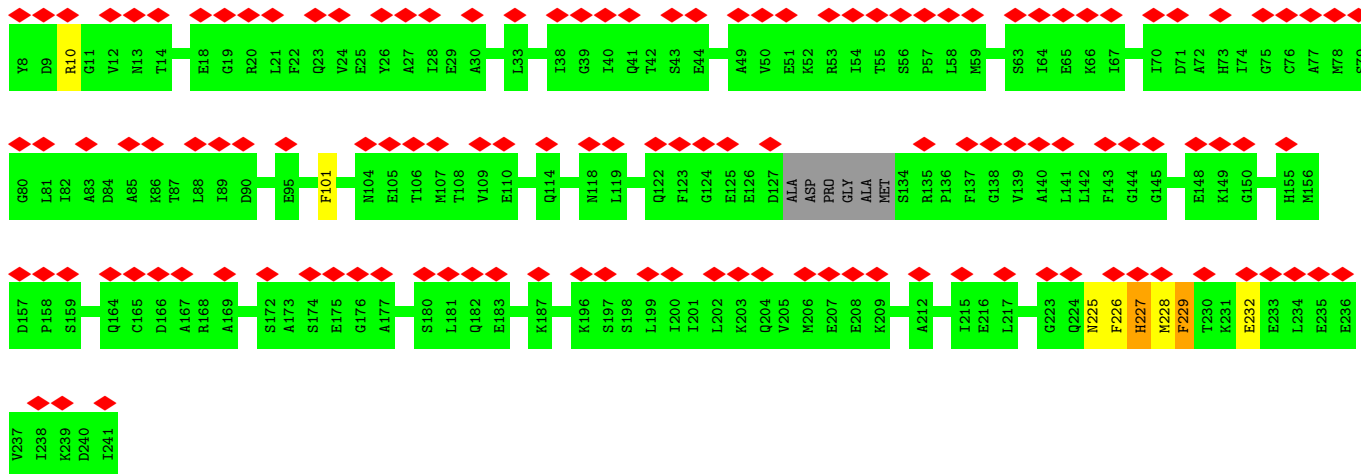 Y8 D9 R10 G11 V12 N13 T14 E18 G19 R20 L21 F22 Q23 V24 E25 Y26 A27 I28 E29 A30 L33 I38 G39 I40 Q41 T42 S43 E44 A49 V50 E51 K52 R53 I54 T55 S56 P57 L58 M59 S63 I64 E65 K66 I67 I70 D71 A72 H73 I74 G75 C76 A77 M78 S79
G80 L81 I82 A83 D84 A85 K86 T87 L88 I89 D90 E95 F101 N104 E105 T106 M107 T108 V109 E110 Q114 N118 L119 Q122 F123 G124 E125 E126 D127 ALA ASP PRO GLY ALA MET S134 R135 P136 F137 G138 V139 A140 L141 L142 F143 G144 G145 E148 K149 G150 H155 M156
D157 P158 S159 Q164 C165 D166 A167 R168 A169 S172 A173 S174 E175 G176 A177 S180 L181 Q182 E183 K187 K196 S197 S198 L199 I200 I201 L202 K203 Q204 V205 M206 E207 E208 K209 A212 I215 E216 L217 G223 Q224 N225 F226 H227 M228 F229 T230 K231 E232 E233 L234 E235 E236
V237 I238 K239 D240 I241